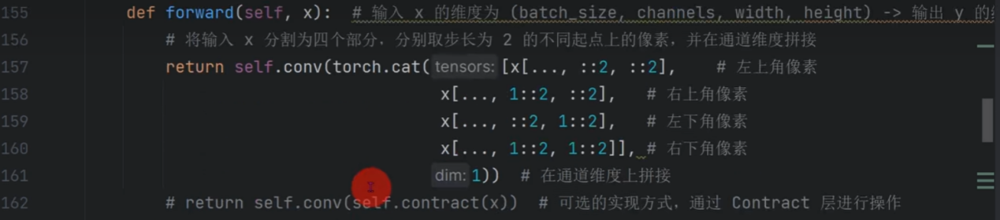 155 def forward(self, x): # 输入 x 的维度为 (batch_size, channels, width, height) -> 输出 y 的
156 # 将输入 x 分割为四个部分，分别取步长为 2 的不同起点上的像素，并在通道维度拼接
157 return self.conv(torch.cat( tensors: [x[..., ::2, ::2], # 左上角像素
158 x[..., 1::2, ::2], # 右上角像素
159 x[..., ::2, 1::2], # 左下角像素
160 x[..., 1::2, 1::2]], # 右下角像素
161 dim: 1)) # 在通道维度上拼接
162 # return self.conv(self.contract(x)) # 可选的实现方式，通过 Contract 层进行操作